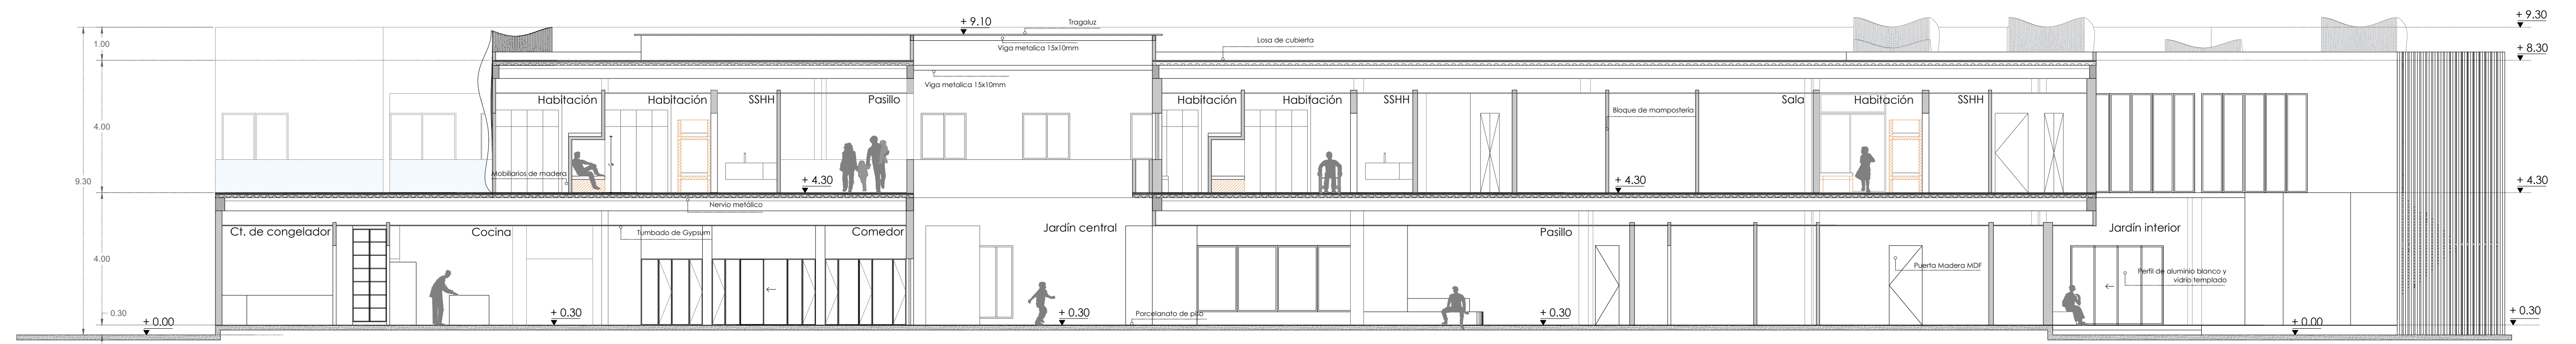 + 9.10
Tragaluz
+ 9.30
1.00
Losa de cubierta
Viga metalica 15x10mm
+ 8.30
Viga metalica 15x10mm
Habitación
Habitación
SSHH
Pasillo
Habitación
Habitación
SSHH
Sala
Habitación
SSHH
Bloque de mampostería
4.00
Mobiliarios de madera
9.30
+ 4.30
+ 4.30
+ 4.30
Nervio metálico
Ct. de congelador
Cocina
Tumbado de Gypsum
Comedor
Jardín central
Pasillo
Jardín interior
4.00
Puerta Madera MDF
Perfil de aluminio blanco y
vidrio templado
0.30
+ 0.00
+ 0.30
+ 0.30
Porcelanato de piso
+ 0.30
+ 0.00
+ 0.30